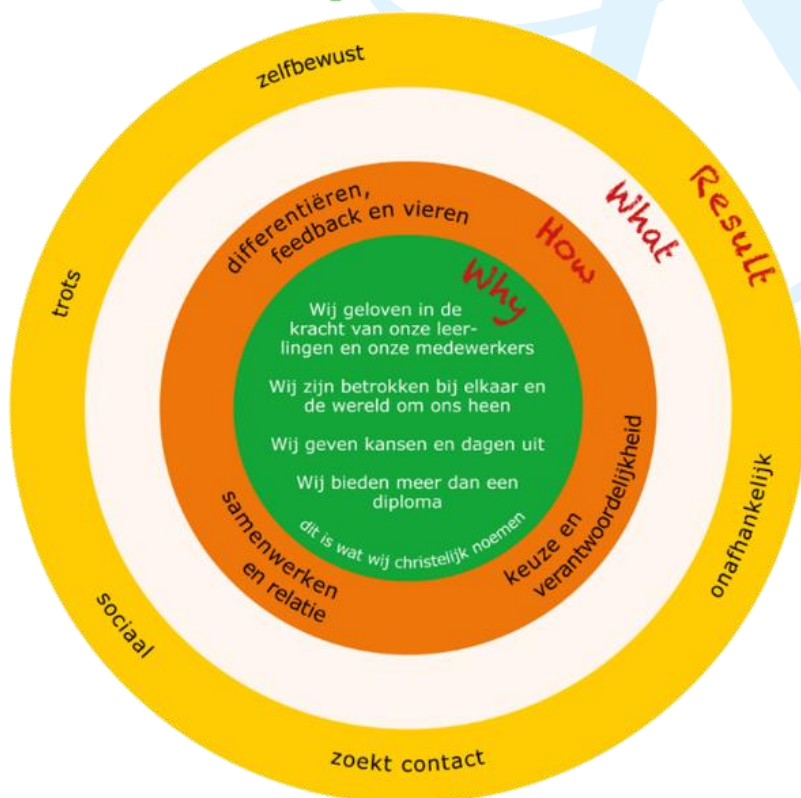 zelfbewust
Result
What
How
Why
differentiëren,
feedback en vieren
trots
Wij geloven in de
kracht van onze leer-
lingen en onze medewerkers
Wij zijn betrokken bij elkaar en
de wereld om ons heen
Wij geven kansen en dagen uit
Wij bieden meer dan een
diploma
dit is wat wij christelijk noemen
samenwerken
en relatie
keuze en
verantwoordelijkheid
onafhankelijk
sociaal
zoekt contact